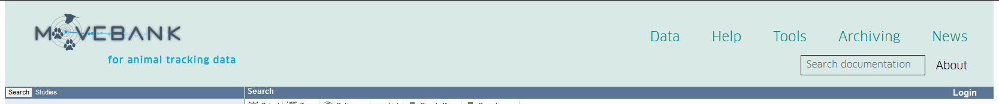 MOVEBANK
for animal tracking data
Data Help Tools Archiving News
Search documentation About
Search Studies Search Login